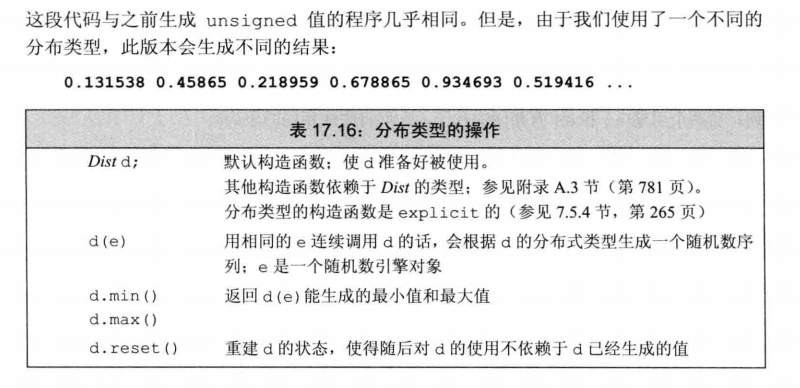 这段代码与之前生成 unsigned 值的程序几乎相同。但是，由于我们使用了一个不同的
分布类型，此版本会生成不同的结果：
0.131538 0.45865 0.218959 0.678865 0.934693 0.519416 ...
表 17.16：分布类型的操作
Dist d; 默认构造函数；使 d 准备好被使用。
其他构造函数依赖于 Dist 的类型；参见附录 A.3 节（第 781 页）。
分布类型的构造函数是 explicit 的（参见 7.5.4 节，第 265 页）
d(e) 用相同的 e 连续调用 d 的话，会根据 d 的分布式类型生成一个随机数序
列；e 是一个随机数引擎对象
d.min() 返回 d(e)能生成的最小值和最大值
d.max()
d.reset() 重建 d 的状态，使得随后对 d 的使用不依赖于 d 已经生成的值